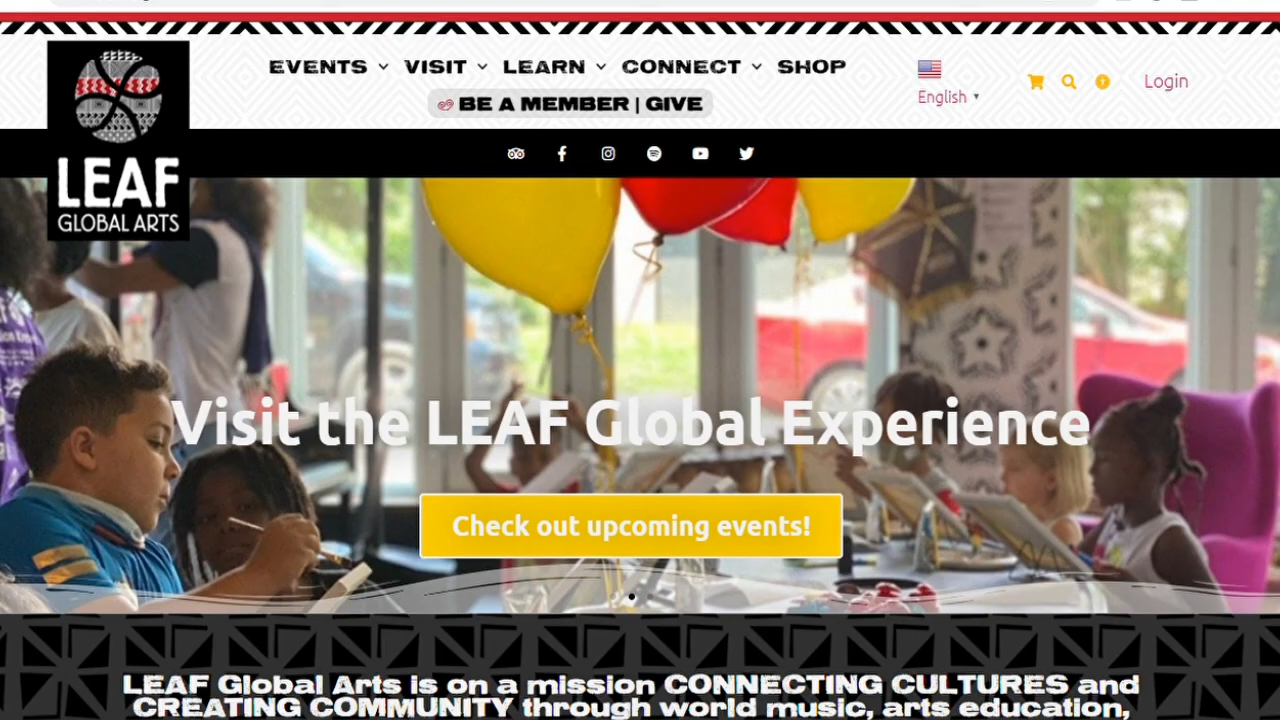 EVENTS VISIT LEARN CONNECT SHOP
BE A MEMBER | GIVE
English ▼
Login
LEAF
GLOBAL ARTS
Visit the LEAF Global Experience
Check out upcoming events!
LEAF Global Arts is on a mission CONNECTING CULTURES and
CREATING COMMUNITY through world music, arts education,